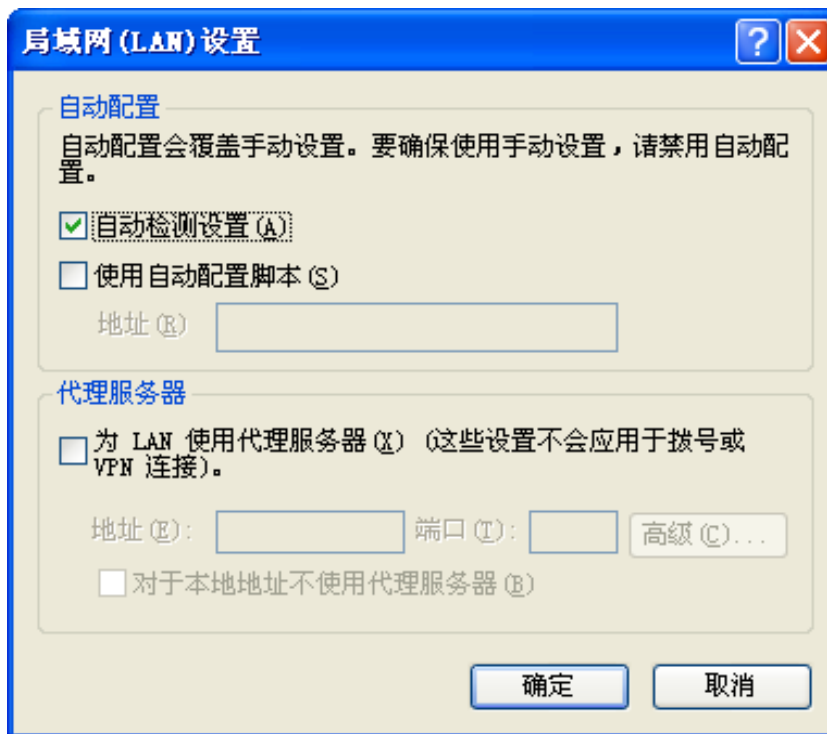 局域网(LAN)设置
自动配置
自动配置会覆盖手动设置。要确保使用手动设置，请禁用自动配
置。
自动检测设置(A)
使用自动配置脚本(S)
地址(R)
代理服务器
为 LAN 使用代理服务器(X) (这些设置不会应用于拨号或
VPN 连接)。
地址(E): 端口(T): 高级(C)...
对于本地地址不使用代理服务器(B)
确定 取消